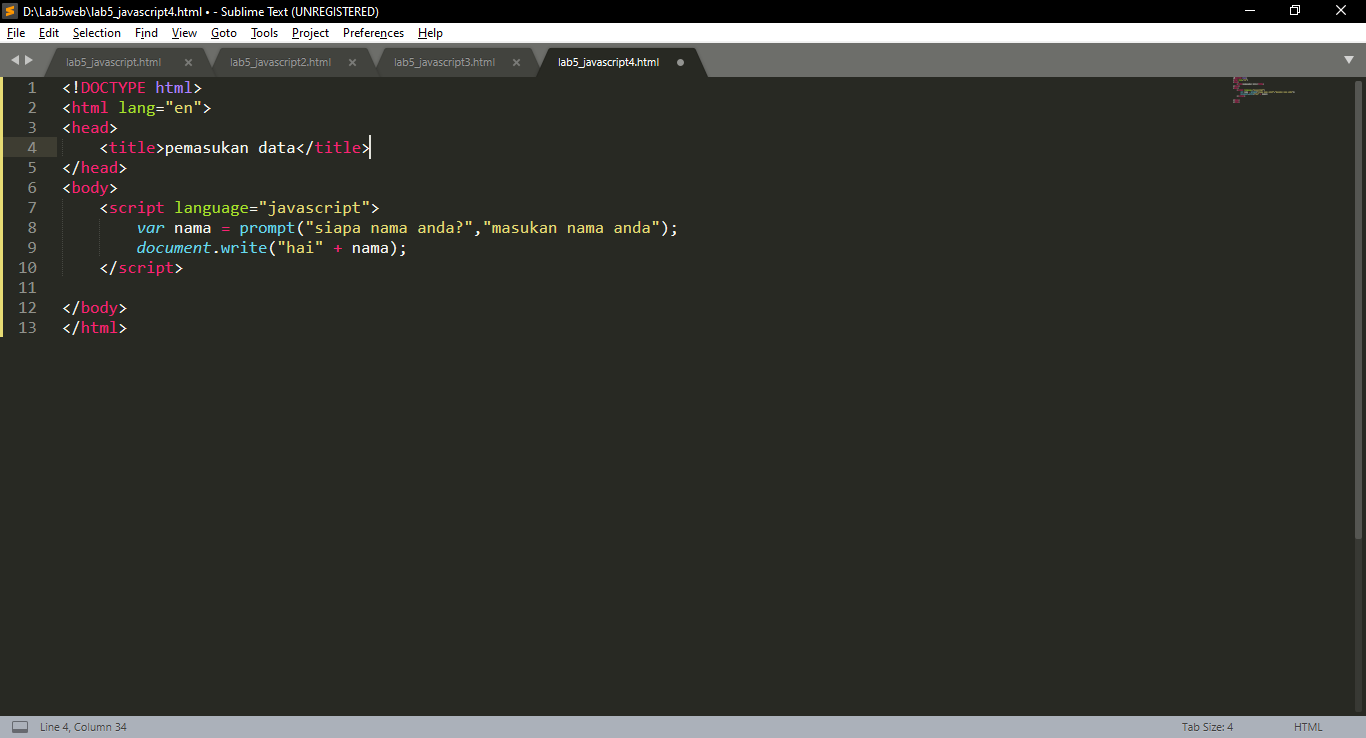 D:\Lab5web\lab5_javascript4.html • - Sublime Text (UNREGISTERED)
File Edit Selection Find View Goto Tools Project Preferences Help
lab5_javascript.html lab5_javascript2.html lab5_javascript3.html lab5_javascript4.html
1 <!DOCTYPE html>
2 <html lang="en">
3 <head>
4 <title>pemasukan data</title>
5 </head>
6 <body>
7 <script language="javascript">
8 var nama = prompt("siapa nama anda?","masukan nama anda");
9 document.write("hai" + nama);
10 </script>
11
12 </body>
13 </html>
Line 4, Column 34 Tab Size: 4 HTML